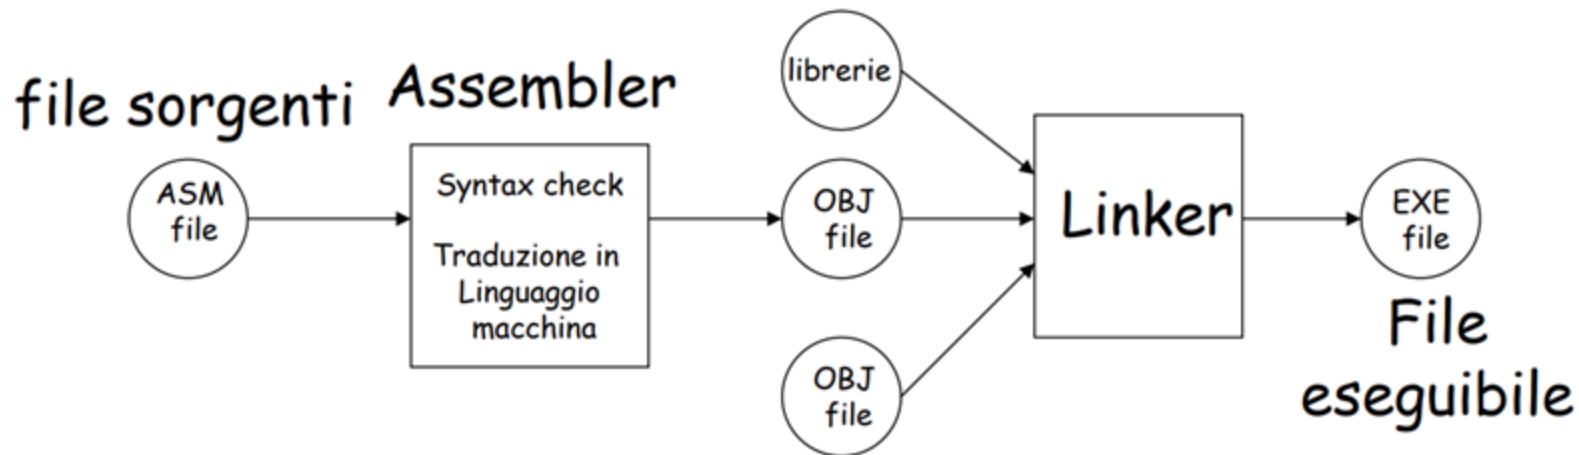 file sorgenti
ASM
file
Assembler
Syntax check
Traduzione in
Linguaggio
macchina
librerie
OBJ
file
OBJ
file
Linker
EXE
file
File
eseguibile